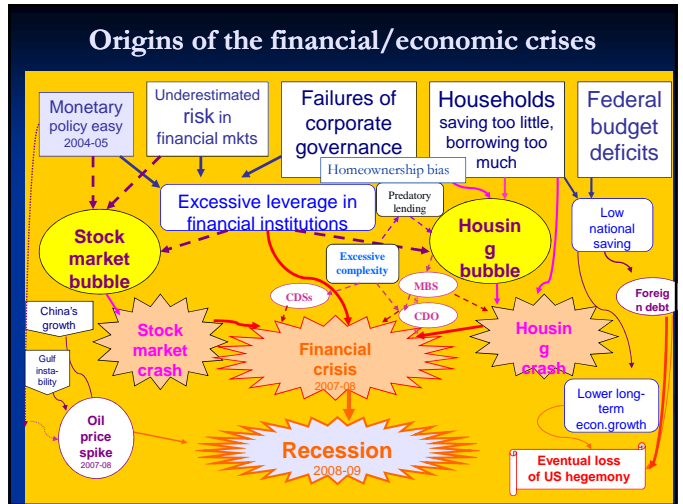 Origins of the financial/economic crises
Monetary
policy easy
2004-05
Underestimated
risk in
financial mkts
Failures of
corporate
governance
Households
saving too little,
borrowing too
much
Federal
budget
deficits
Homeownership bias
Excessive leverage in
financial institutions
Predatory
lending
Stock
market
bubble
Excessive
complexity
Housin
g
bubble
Low
national
saving
CDSs
MBS
CDO
Foreig
n debt
China's
growth
Stock
market
crash
Financial
crisis
2007-08
Housin
g
crash
Gulf
insta-
bility
Oil
price
spike
2007-08
Lower long-
term
econ.growth
Recession
2008-09
Eventual loss
of US hegemony